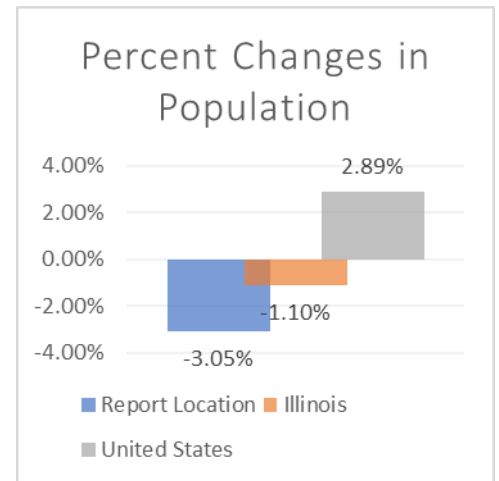 Percent Changes in
Population
4.00%
2.89%
2.00%
0.00%
-2.00%
-1.10%
-4.00%
-3.05%
Report Location
Illinois
United States